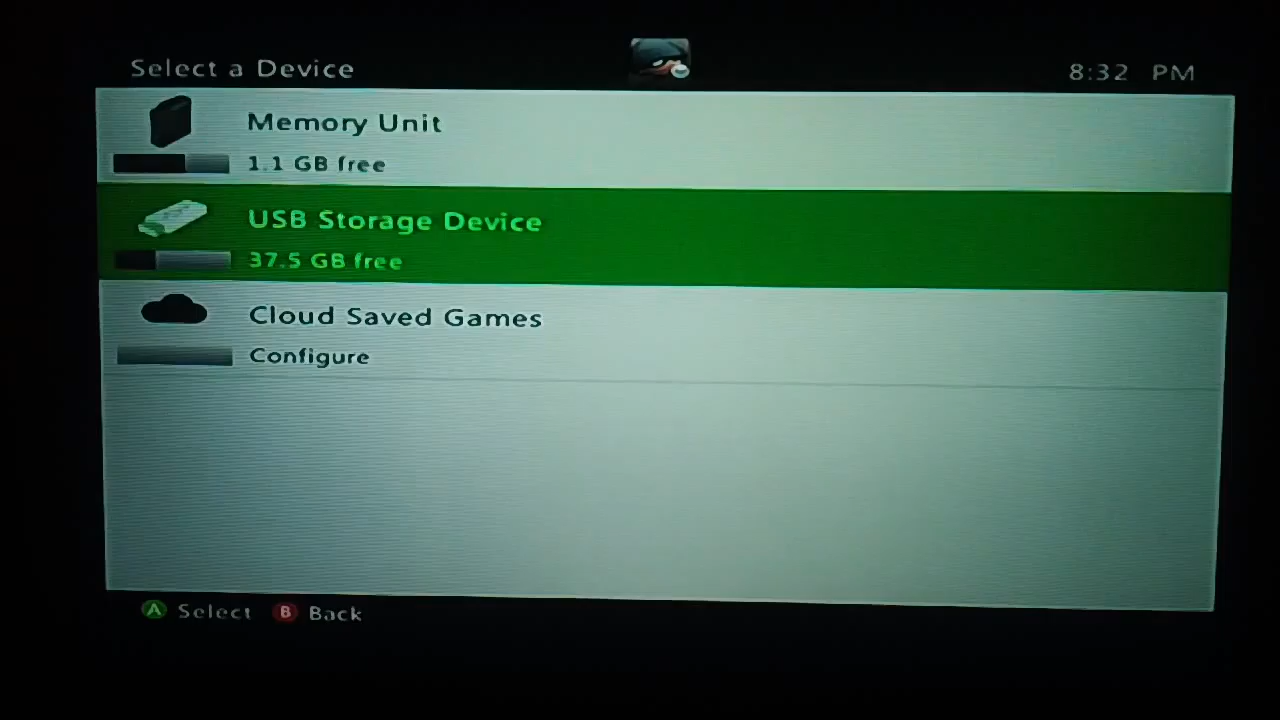 Select a Device
8:32 PM
Memory Unit
1.1 GB free
USB Storage Device
37.5 GB free
Cloud Saved Games
Configure
A Select B Back